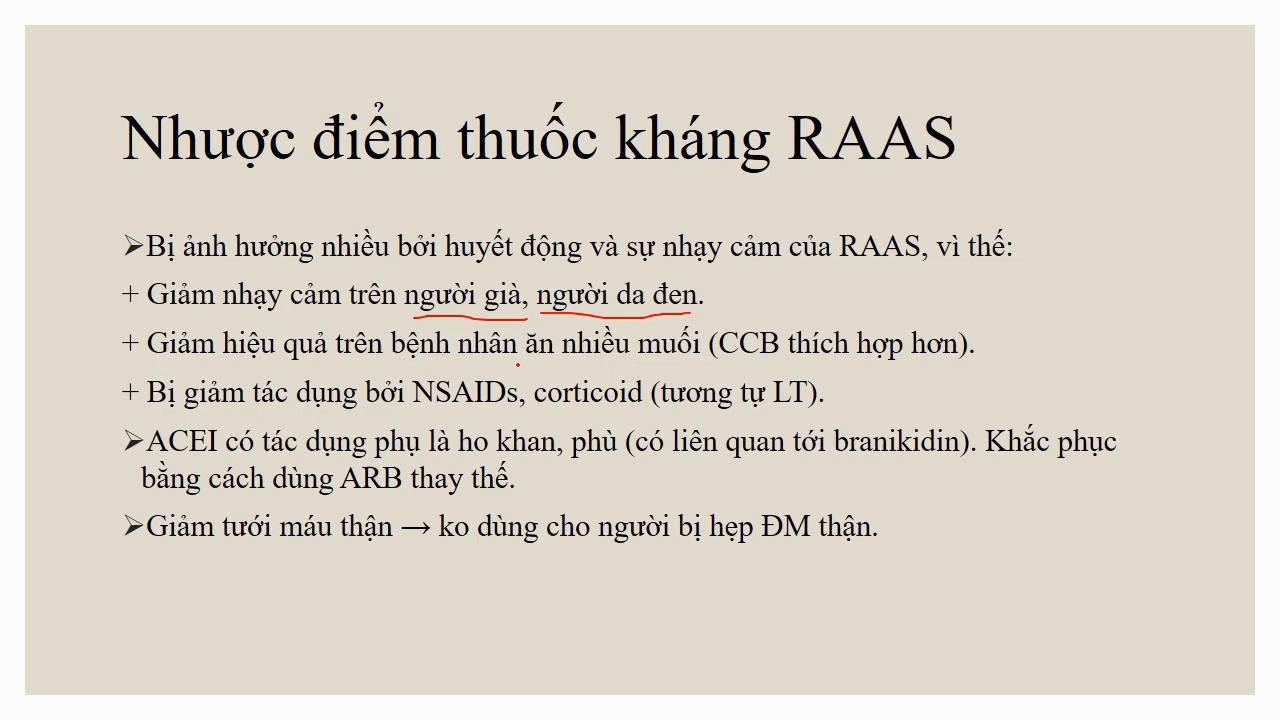 Nhược điểm thuốc kháng RAAS
➢Bị ảnh hưởng nhiều bởi huyết động và sự nhạy cảm của RAAS, vì thế:
+ Giảm nhạy cảm trên người già, người da đen.
+ Giảm hiệu quả trên bệnh nhân ăn nhiều muối (CCB thích hợp hơn).
+ Bị giảm tác dụng bởi NSAIDs, corticoid (tương tự LT).
➢ACEI có tác dụng phụ là ho khan, phù (có liên quan tới branikidin). Khắc phục
bằng cách dùng ARB thay thế.
➢Giảm tưới máu thận → ko dùng cho người bị hẹp ĐM thận.